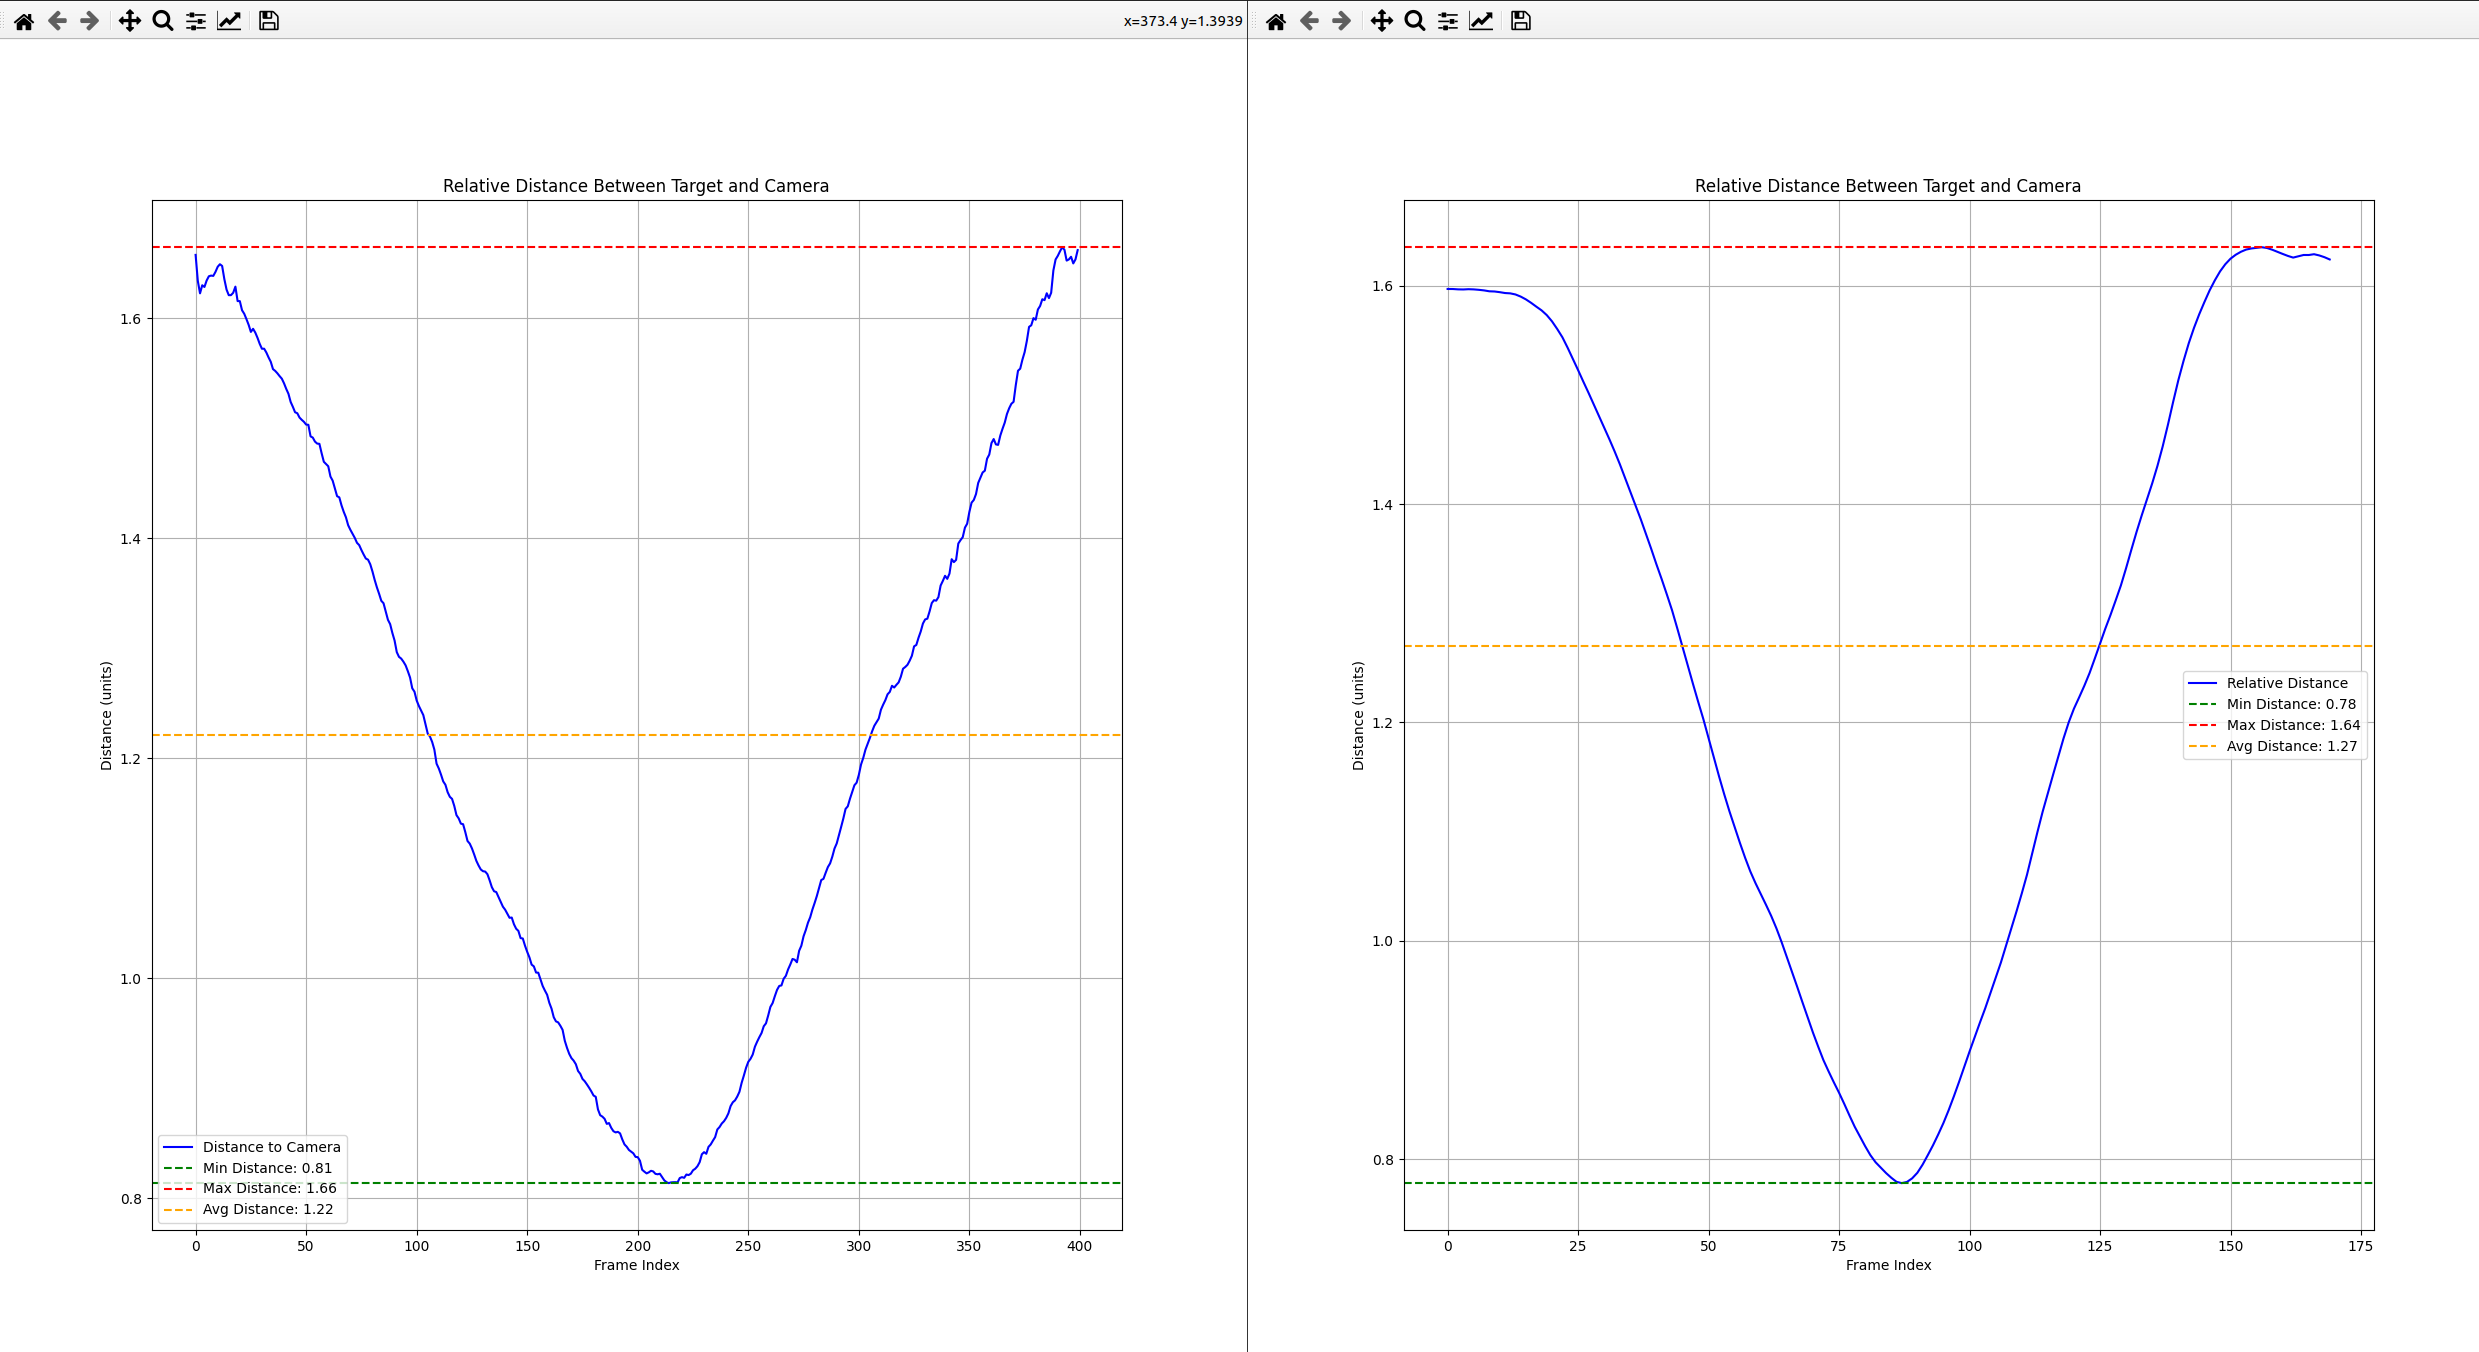 x=373.4 y=1.3939
Relative Distance Between Target and Camera
1.6
1.4
1.2
1.0
0.8
Distance (units)
Distance to Camera
Min Distance: 0.81
Max Distance: 1.66
Avg Distance: 1.22
0 50 100 150 200 250 300 350 400
Frame Index
Relative Distance Between Target and Camera
1.6
1.4
1.2
1.0
0.8
Distance (units)
Relative Distance
Min Distance: 0.78
Max Distance: 1.64
Avg Distance: 1.27
0 25 50 75 100 125 150 175
Frame Index